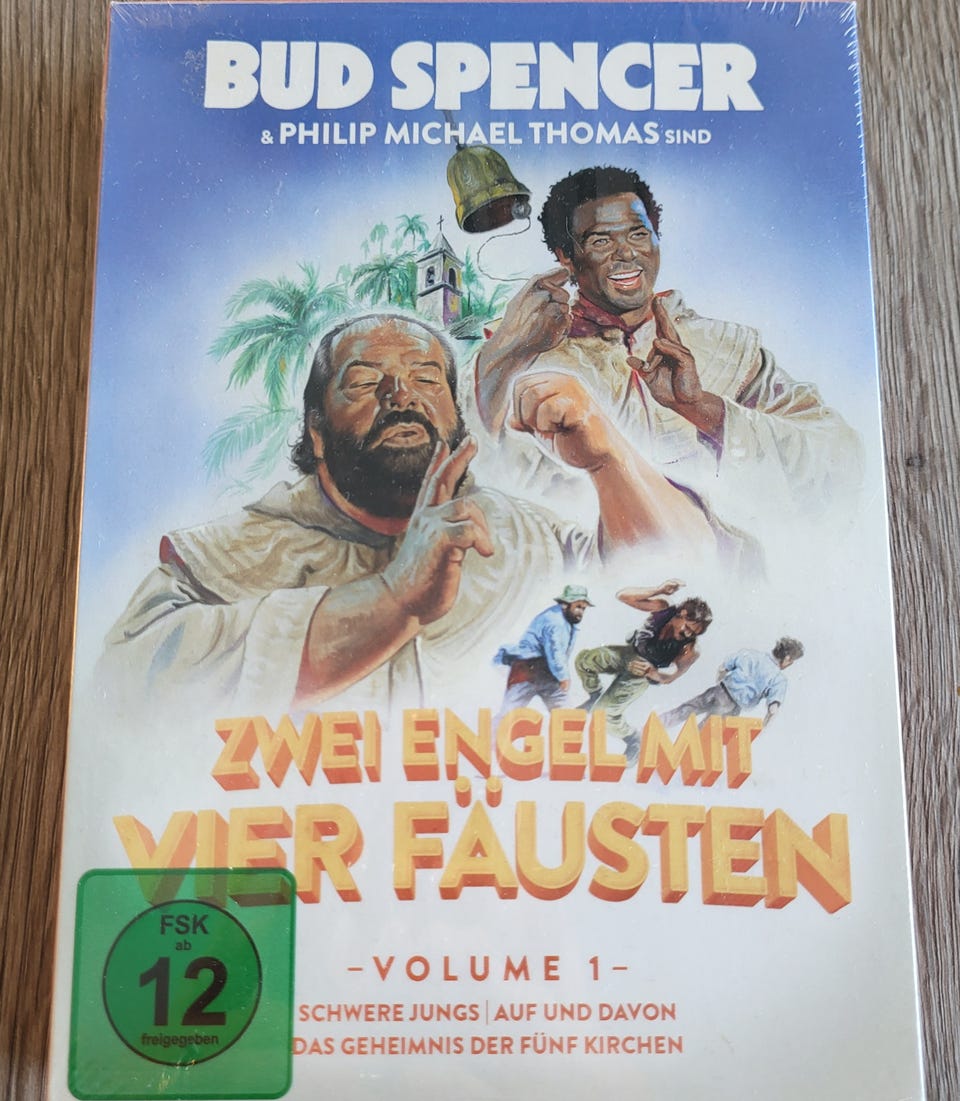 BUD SPENCER
& PHILIP MICHAEL THOMAS SIND
ZWEI ENGEL MIT
VIER FÄUSTEN
- VOLUME 1 -
SCHWERE JUNGS | AUF UND DAVON
DAS GEHEIMNIS DER FÜNF KIRCHEN
FSK
ab
12
freigegeben